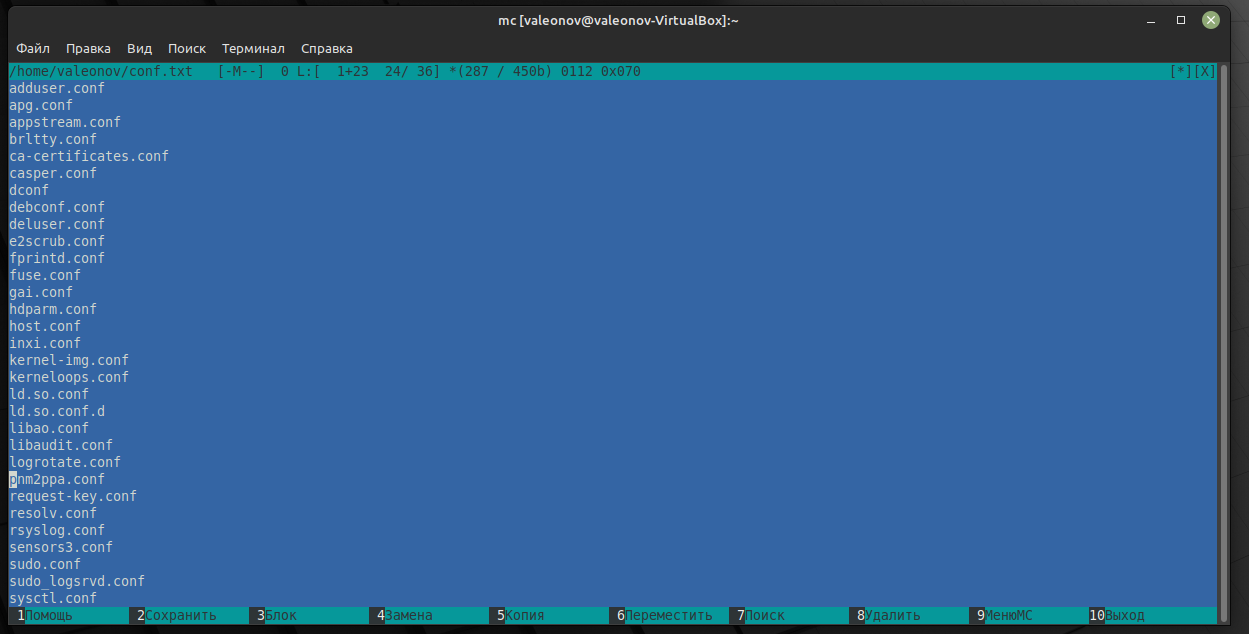 mc [valeonov@valeonov-VirtualBox]:~
Файл Правка Вид Поиск Терминал Справка
/home/valeonov/conf.txt [-M--] 0 L:[ 1+23 24/ 36] *(287 / 450b) 0112 0x070 [*][X]
adduser.conf
apg.conf
appstream.conf
brltty.conf
ca-certificates.conf
casper.conf
dconf
debconf.conf
deluser.conf
e2scrub.conf
fprintd.conf
fuse.conf
gai.conf
hdparm.conf
host.conf
inxi.conf
kernel-img.conf
kerneloops.conf
ld.so.conf
ld.so.conf.d
libao.conf
libaudit.conf
logrotate.conf
pnm2ppa.conf
request-key.conf
resolv.conf
rsyslog.conf
sensors3.conf
sudo.conf
sudo_logsrvd.conf
sysctl.conf
1Помощь 2Сохранить 3Блок 4Замена 5Копия 6Переместить 7Поиск 8Удалить 9МенюМС 10Выход